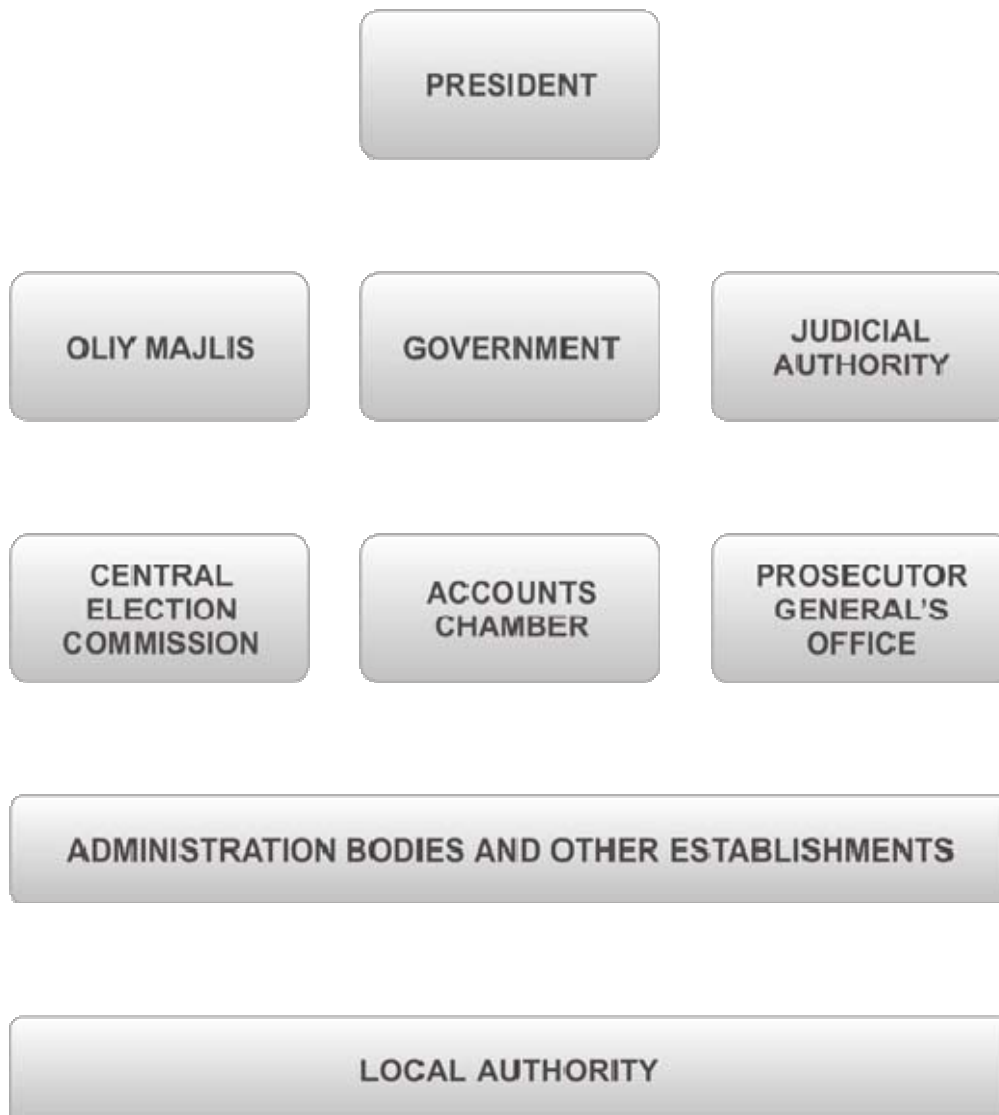 PRESIDENT
OLIY MAJLIS
GOVERNMENT
JUDICIAL
AUTHORITY
CENTRAL
ELECTION
COMMISSION
ACCOUNTS
CHAMBER
PROSECUTOR
GENERAL'S
OFFICE
ADMINISTRATION BODIES AND OTHER ESTABLISHMENTS
LOCAL AUTHORITY